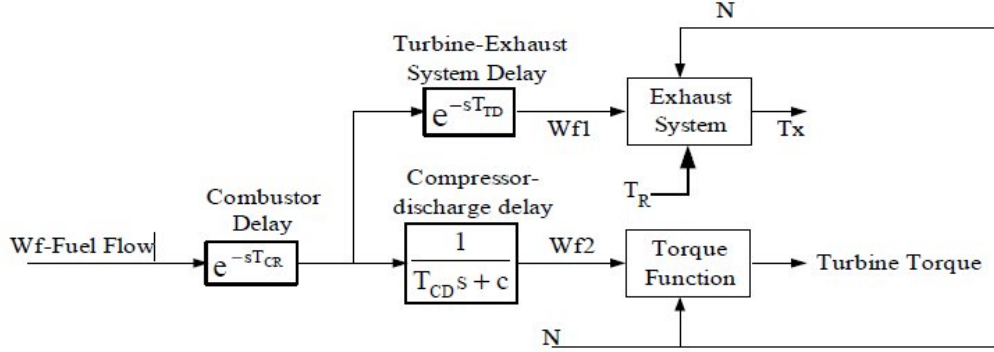 N
Turbine-Exhaust
System Delay
e^{-sT_{TD}}
Wf1
Exhaust
System
Tx
T_R
Compressor-
discharge delay
Combustor
Delay
Wf-Fuel Flow
e^{-sT_{CR}}
1
T_{CD}s+c
Wf2
Torque
Function
Turbine Torque
N